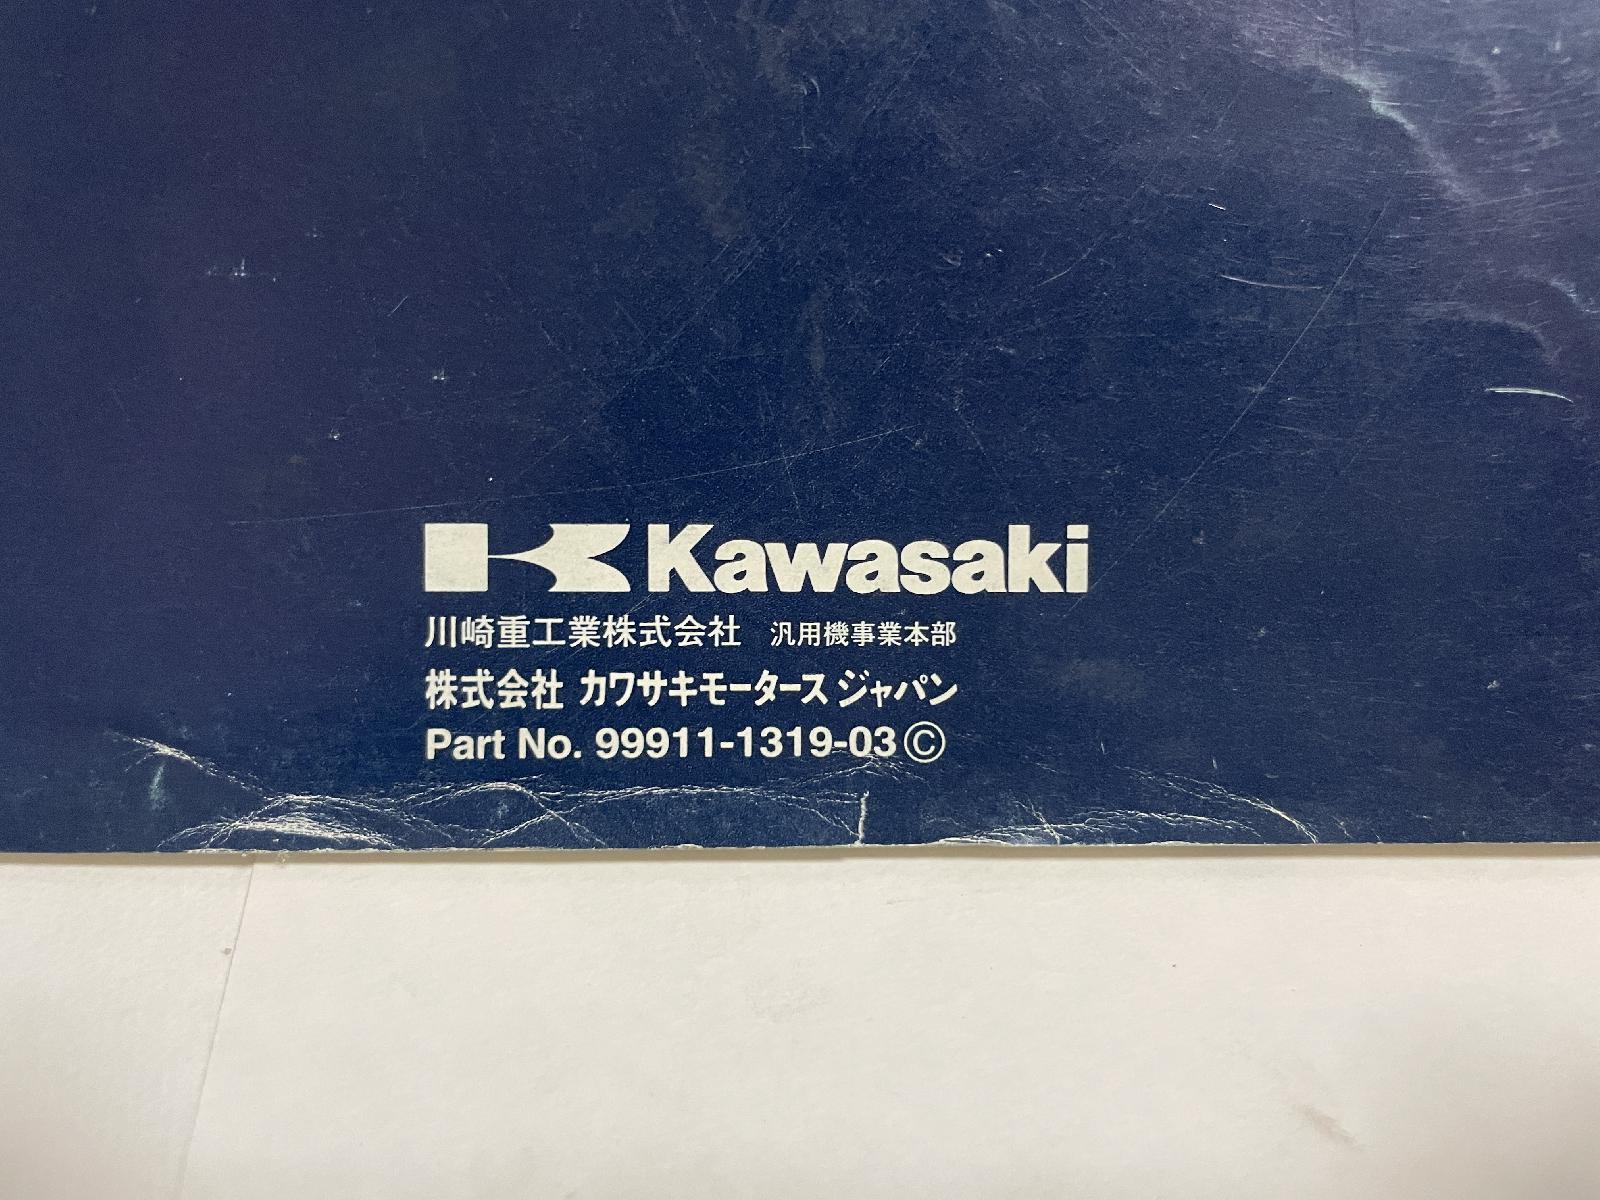 Kawasaki
川崎重工業株式会社 汎用機事業本部
株式会社 カワサキモータース ジャパン
Part No. 99911-1319-03©